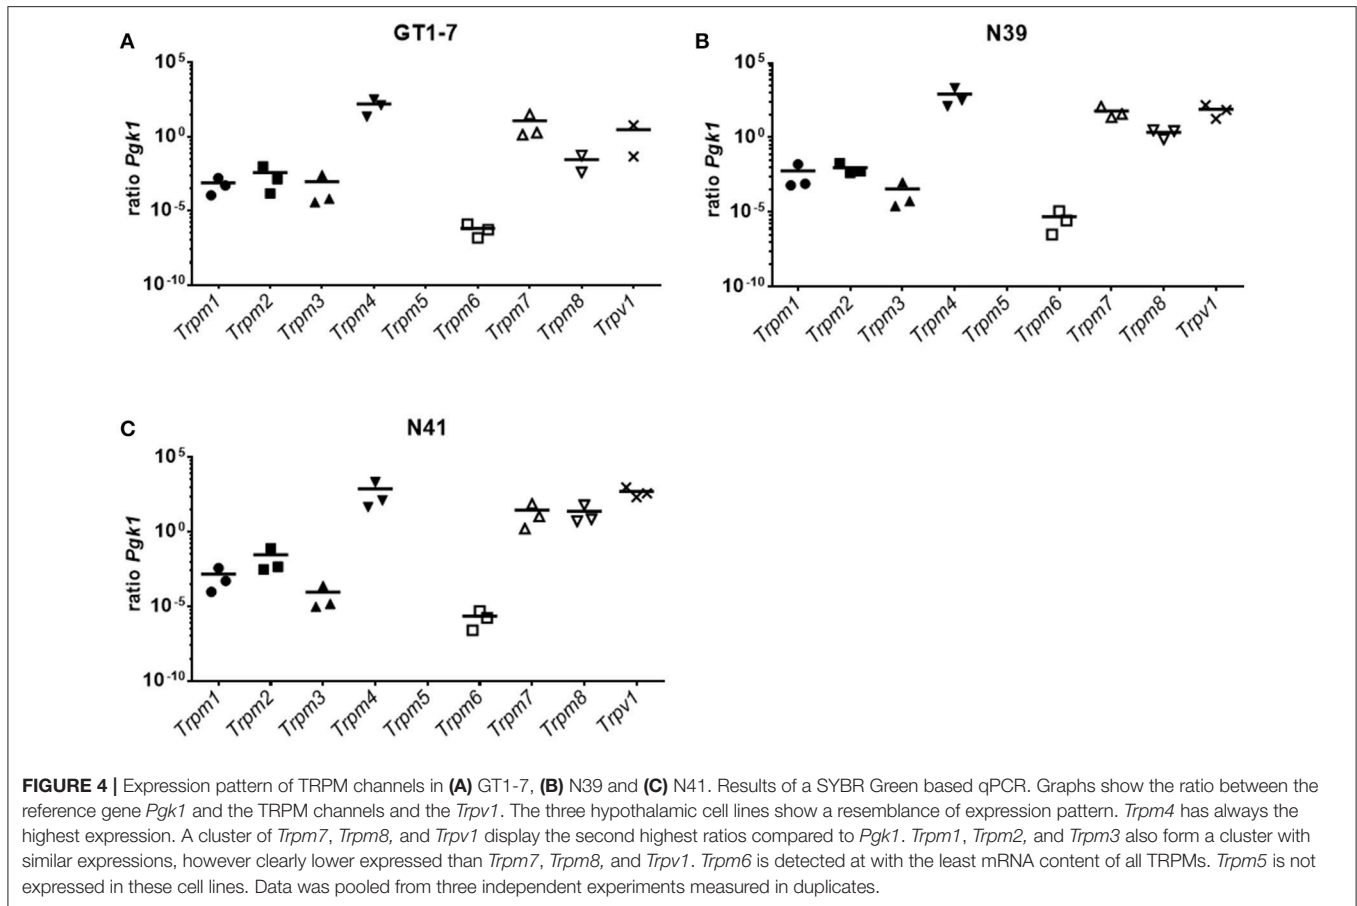 A
GT1-7
ratio Pgk1
10^5
10^0
10^-5
10^-10
Trpm1
Trpm2
Trpm3
Trpm4
Trpm5
Trpm6
Trpm7
Trpm8
Trpv1
B
N39
ratio Pgk1
10^5
10^0
10^-5
10^-10
Trpm1
Trpm2
Trpm3
Trpm4
Trpm5
Trpm6
Trpm7
Trpm8
Trpv1
C
N41
ratio Pgk1
10^5
10^0
10^-5
10^-10
Trpm1
Trpm2
Trpm3
Trpm4
Trpm5
Trpm6
Trpm7
Trpm8
Trpv1
FIGURE 4 | Expression pattern of TRPM channels in (A) GT1-7, (B) N39 and (C) N41. Results of a SYBR Green based qPCR. Graphs show the ratio between the
reference gene Pgk1 and the TRPM channels and the Trpv1. The three hypothalamic cell lines show a resemblance of expression pattern. Trpm4 has always the
highest expression. A cluster of Trpm7, Trpm8, and Trpv1 display the second highest ratios compared to Pgk1. Trpm1, Trpm2, and Trpm3 also form a cluster with
similar expressions, however clearly lower expressed than Trpm7, Trpm8, and Trpv1. Trpm6 is detected at with the least mRNA content of all TRPMs. Trpm5 is not
expressed in these cell lines. Data was pooled from three independent experiments measured in duplicates.